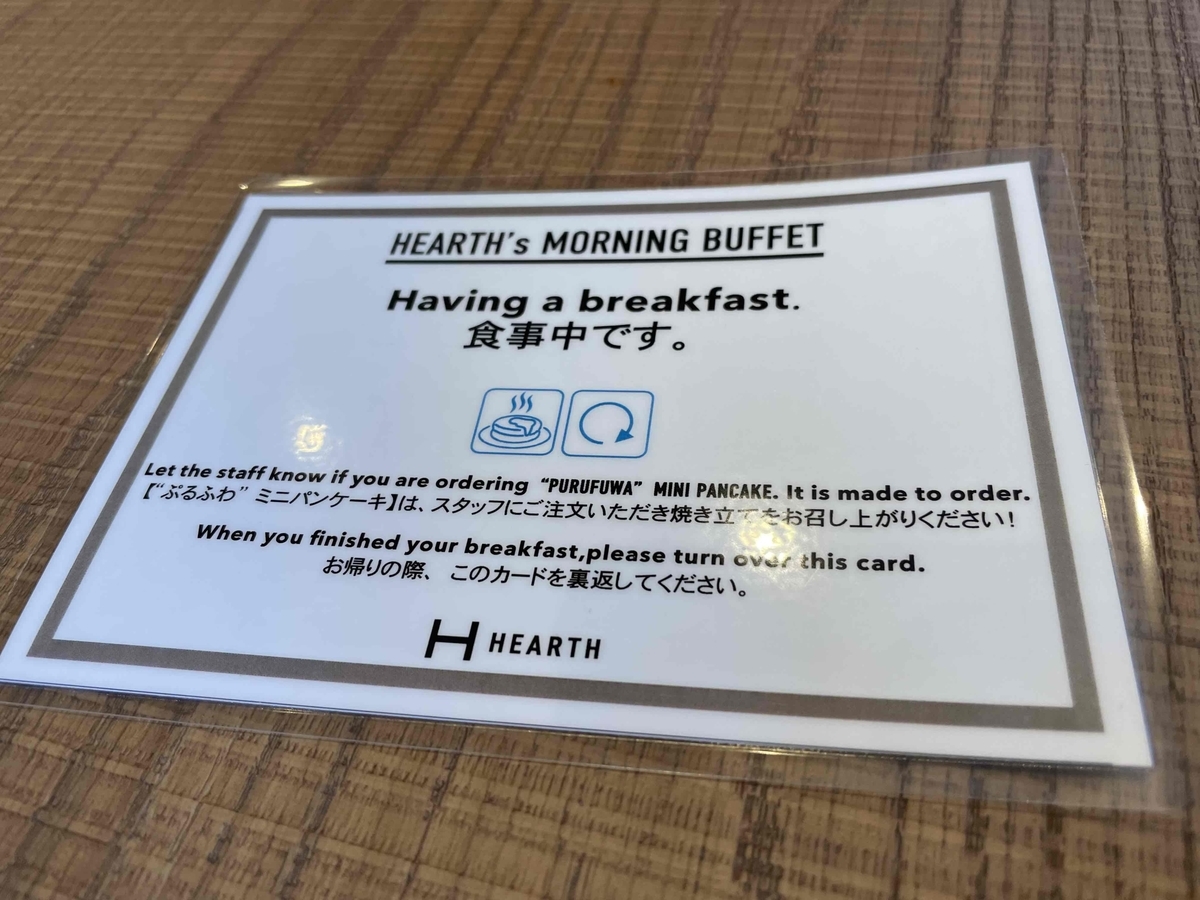 HEARTH's MORNING BUFFET
Having a breakfast.
食事中です。
Let the staff know if you are ordering “PURUFUWA” MINI PANCAKE. It is made to order.
【“ぷるふわ” ミニパンケーキ】は、スタッフにご注文いただき焼き立てをお召し上がりください！
When you finished your breakfast,please turn over this card.
お帰りの際、 このカードを裏返してください。
H HEARTH